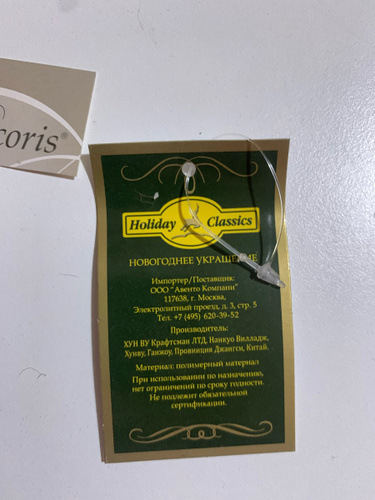 coris®
Holiday Classics
НОВОГОДНЕЕ УКРАШЕНИЕ
Импортер/Поставщик:
ООО "Авенто Компани"
117638, г. Москва,
Электролитный проезд, д. 3, стр. 5
Тел. +7 (495) 620-39-52
Производитель:
ХУН ВУ Крафтсман ЛТД, Нанкуо Вилладж,
Хунву, Ганжоу, Провинция Джангси, Китай.
Материал: полимерный материал
При использовании по назначению,
нет ограничений по сроку годности.
Не подлежит обязательной
сертификации.